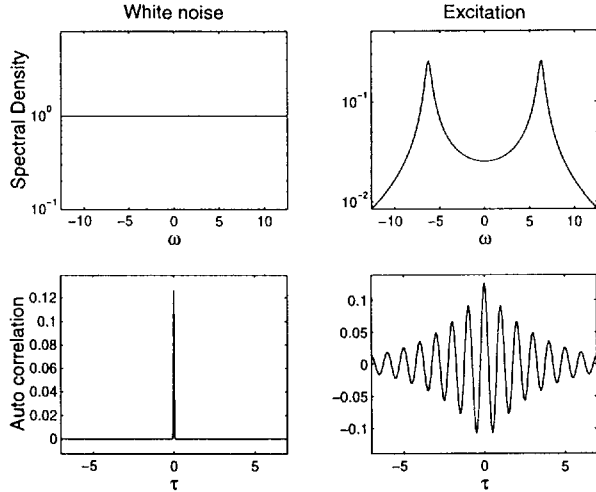 White noise
Spectral Density
10^0
10^-1
-10 -5 0 5 10
ω
Excitation
10^-1
10^-2
-10 -5 0 5 10
ω
Auto correlation
0.12
0.1
0.08
0.06
0.04
0.02
0
-5 0 5
τ
0.1
0.05
0
-0.05
-0.1
-5 0 5
τ